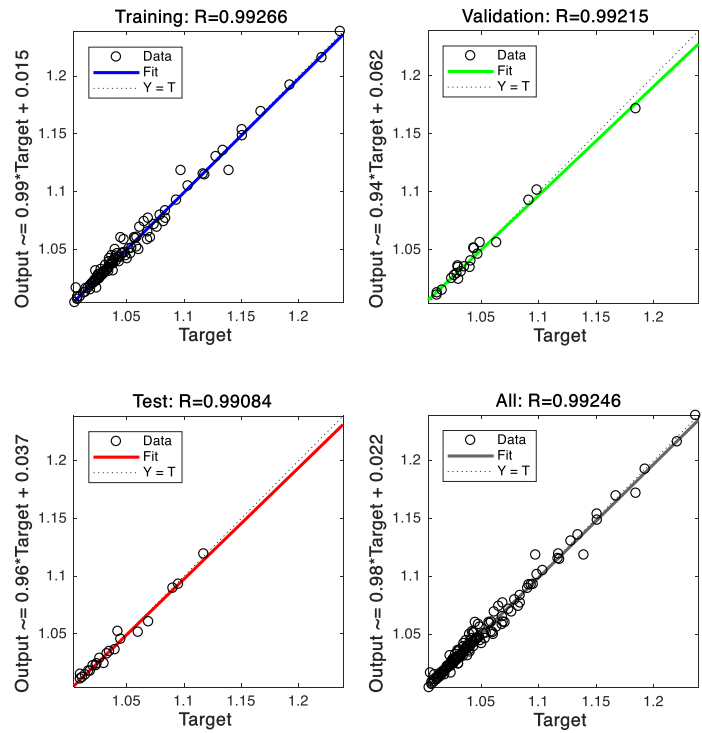 Training: R=0.99266
Output ~= 0.99*Target + 0.015
1.2
1.15
1.1
1.05
Data
Fit
Y = T
1.05
1.1
1.15
1.2
Target
Validation: R=0.99215
Output ~= 0.94*Target + 0.062
1.2
1.15
1.1
1.05
Data
Fit
Y = T
1.05
1.1
1.15
1.2
Target
Test: R=0.99084
Output ~= 0.96*Target + 0.037
1.2
1.15
1.1
1.05
Data
Fit
Y = T
1.05
1.1
1.15
1.2
Target
All: R=0.99246
Output ~= 0.98*Target + 0.022
1.2
1.15
1.1
1.05
Data
Fit
Y = T
1.05
1.1
1.15
1.2
Target